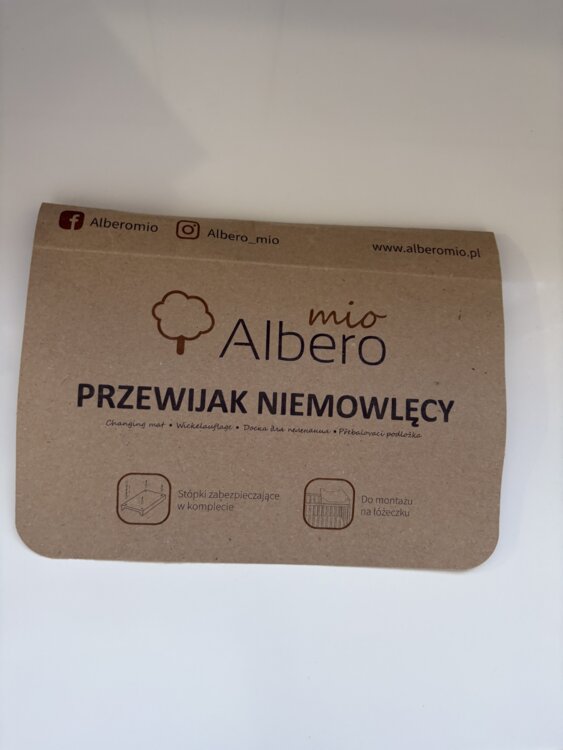 Alberomio Albero_mio www.alberomio.pl
mio
Albero
PRZEWIJAK NIEMOWLĘCY
Changing mat • Wickelauflage • Доска для пеленания • Přebalovací podložka
Stópki zabezpieczające
w komplecie
Do montażu
na łóżeczku